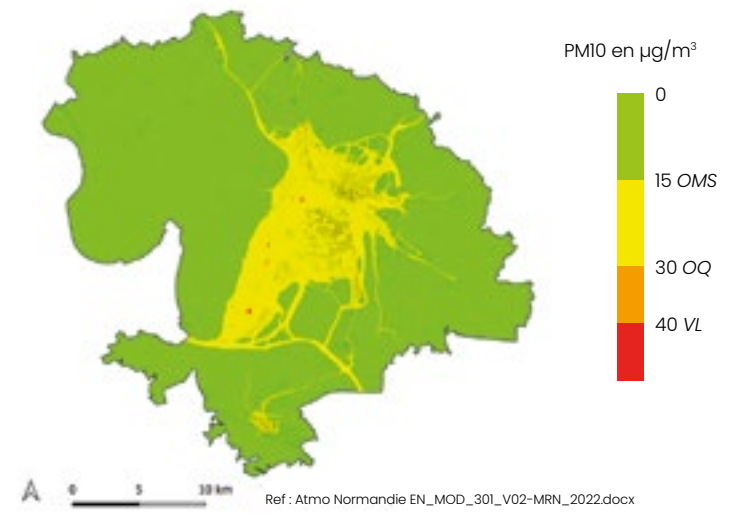 PM10 en µg/m³
0
15 OMS
30 OQ
40 VL
0 5 10 km
Ref : Atmo Normandie EN_MOD_301_V02-MRN_2022.docx